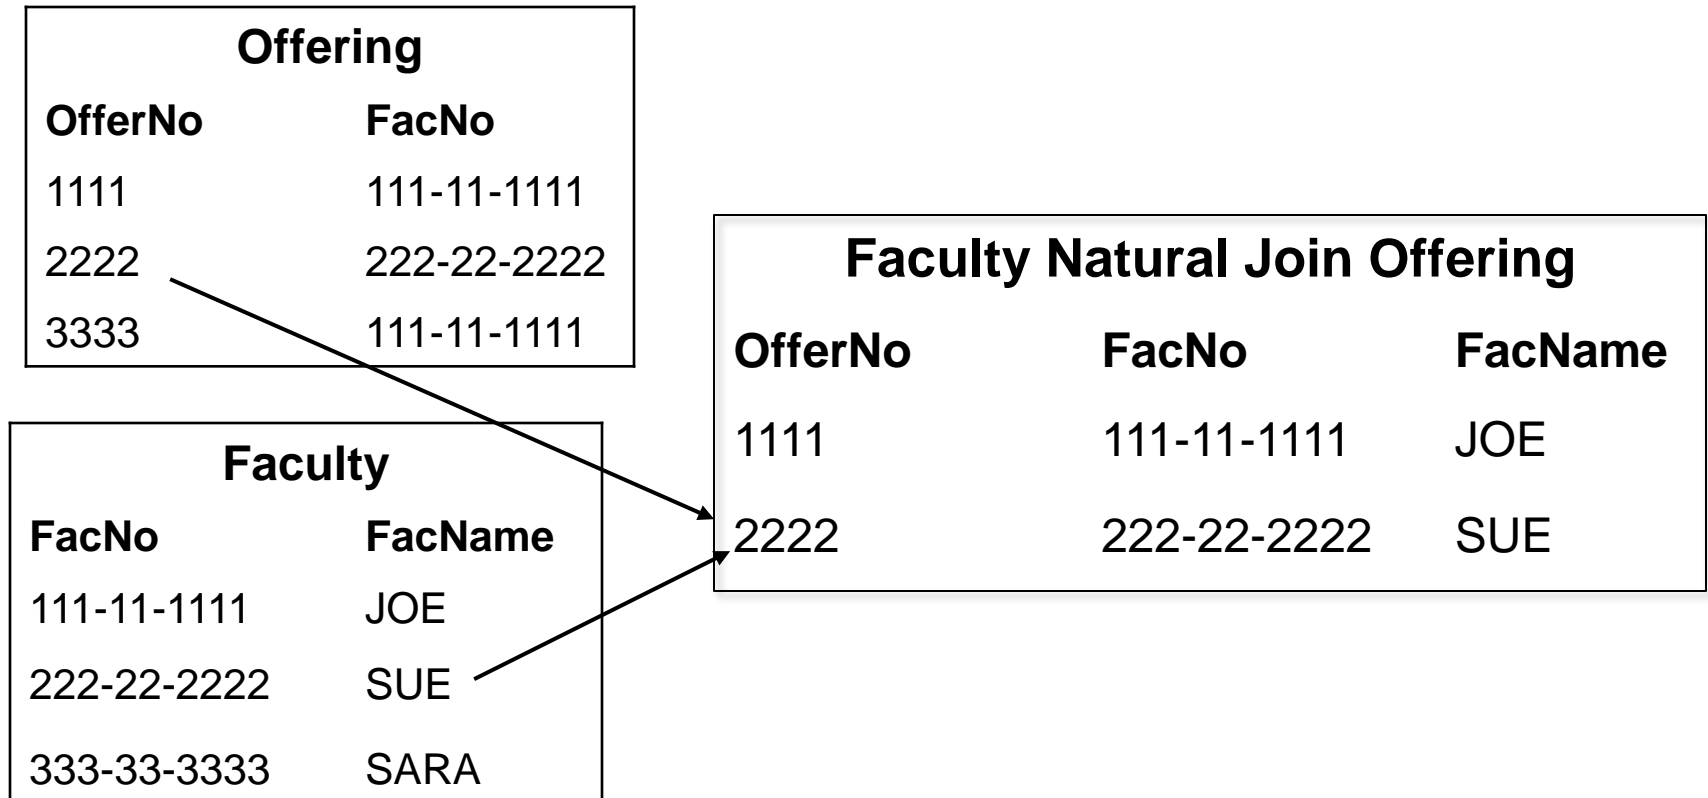 Offering
OfferNo FacNo
1111 111-11-1111
2222 222-22-2222
3333 111-11-1111
Faculty
FacNo FacName
111-11-1111 JOE
222-22-2222 SUE
333-33-3333 SARA
Faculty Natural Join Offering
OfferNo FacNo FacName
1111 111-11-1111 JOE
2222 222-22-2222 SUE